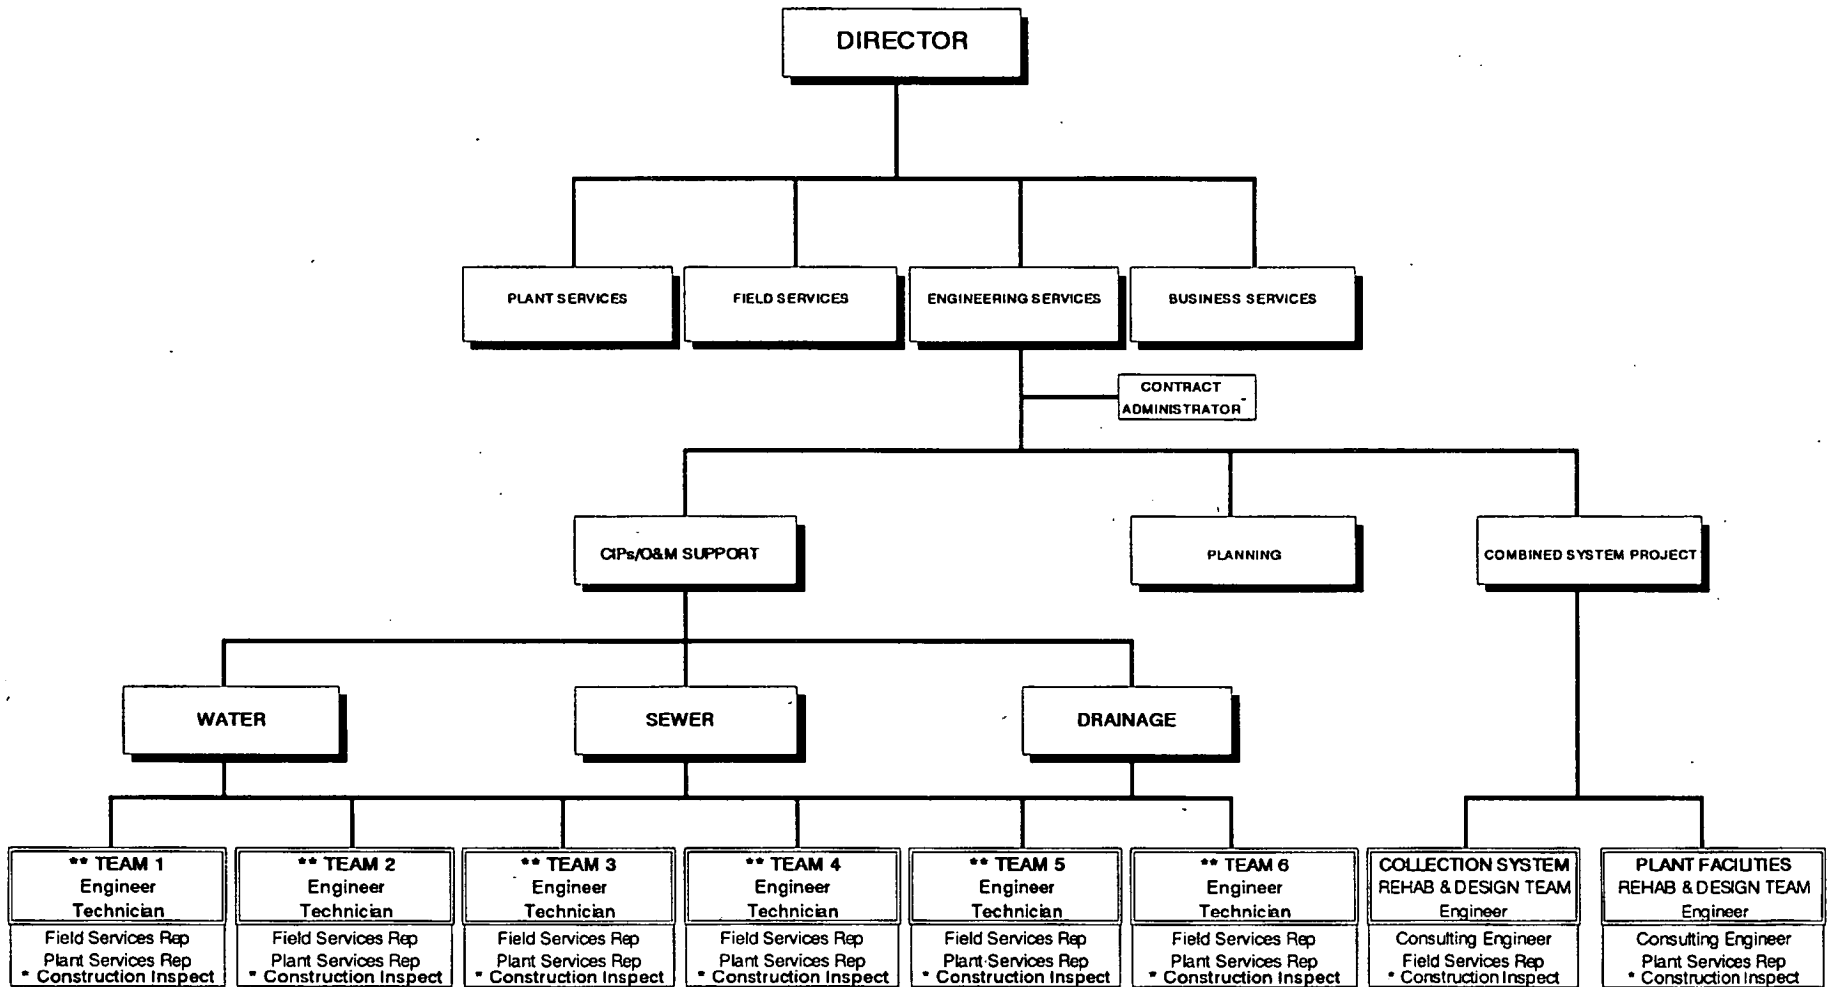 DIRECTOR
PLANT SERVICES
FIELD SERVICES
ENGINEERING SERVICES
BUSINESS SERVICES
CONTRACT
ADMINISTRATOR
CIPs/O&M SUPPORT
PLANNING
COMBINED SYSTEM PROJECT
WATER
SEWER
DRAINAGE
** TEAM 1
Engineer
Technician
Field Services Rep
Plant Services Rep
* Construction Inspect
** TEAM 2
Engineer
Technician
Field Services Rep
Plant Services Rep
* Construction Inspect
** TEAM 3
Engineer
Technician
Field Services Rep
Plant Services Rep
* Construction Inspect
** TEAM 4
Engineer
Technician
Field Services Rep
Plant Services Rep
* Construction Inspect
** TEAM 5
Engineer
Technician
Field Services Rep
Plant Services Rep
* Construction Inspect
** TEAM 6
Engineer
Technician
Field Services Rep
Plant Services Rep
* Construction Inspect
COLLECTION SYSTEM
REHAB & DESIGN TEAM
Engineer
Consulting Engineer
Field Services Rep
* Construction Inspect
PLANT FACILITIES
REHAB & DESIGN TEAM
Engineer
Consulting Engineer
Plant Services Rep
* Construction Inspect